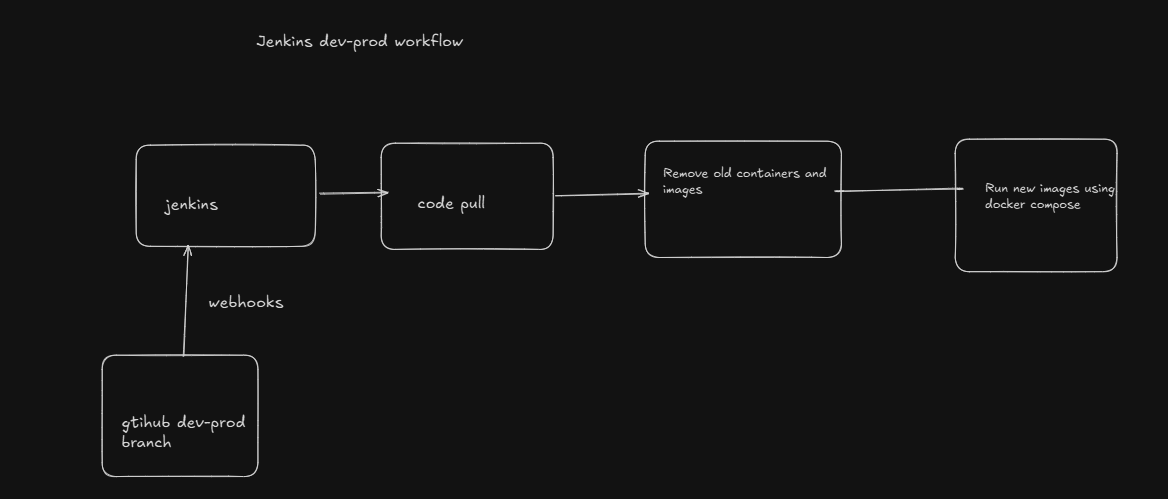 Jenkins dev-prod workflow
jenkins
code pull
Remove old containers and
images
Run new images using
docker compose
webhooks
gtihub dev-prod
branch